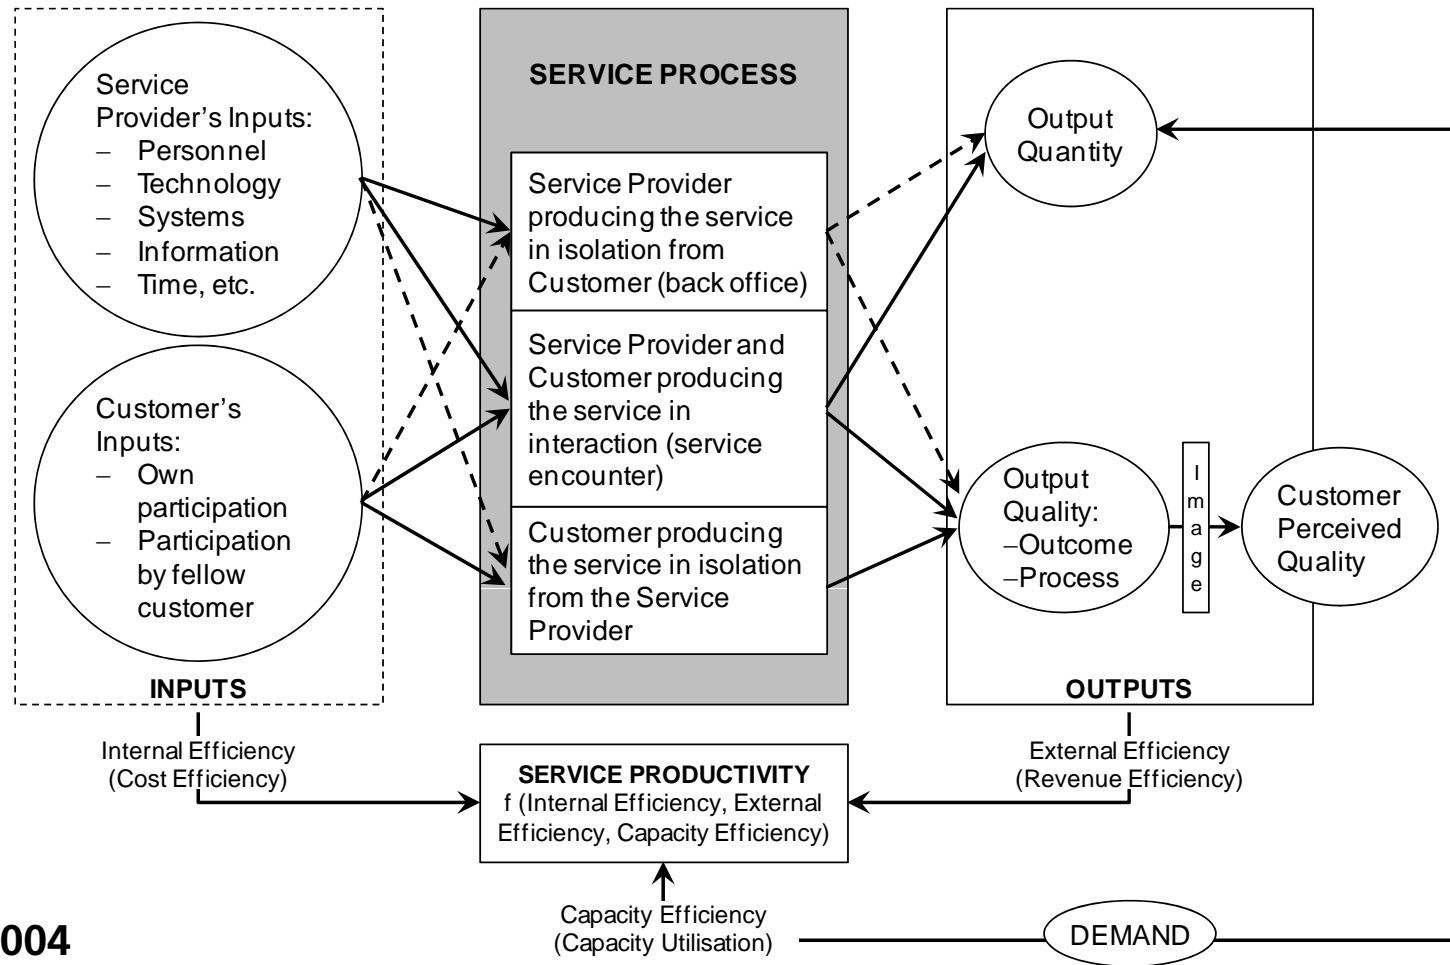 Service
Provider's Inputs:
– Personnel
– Technology
– Systems
– Information
– Time, etc.
Customer's
Inputs:
– Own
participation
– Participation
by fellow
customer
INPUTS
SERVICE PROCESS
Service Provider
producing the service
in isolation from
Customer (back office)
Service Provider and
Customer producing
the service in
interaction (service
encounter)
Customer producing
the service in isolation
from the Service
Provider
Output
Quantity
Output
Quality:
–Outcome
–Process
I
m
a
g
e
Customer
Perceived
Quality
OUTPUTS
Internal Efficiency
(Cost Efficiency)
SERVICE PRODUCTIVITY
f (Internal Efficiency, External
Efficiency, Capacity Efficiency)
External Efficiency
(Revenue Efficiency)
Capacity Efficiency
(Capacity Utilisation)
DEMAND
004